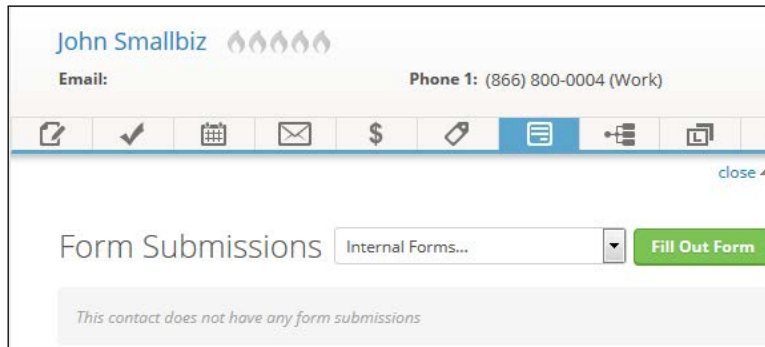 John Smallbiz
Email: Phone 1: (866) 800-0004 (Work)
$
L
close
Form Submissions Internal Forms... Fill Out Form
This contact does not have any form submissions